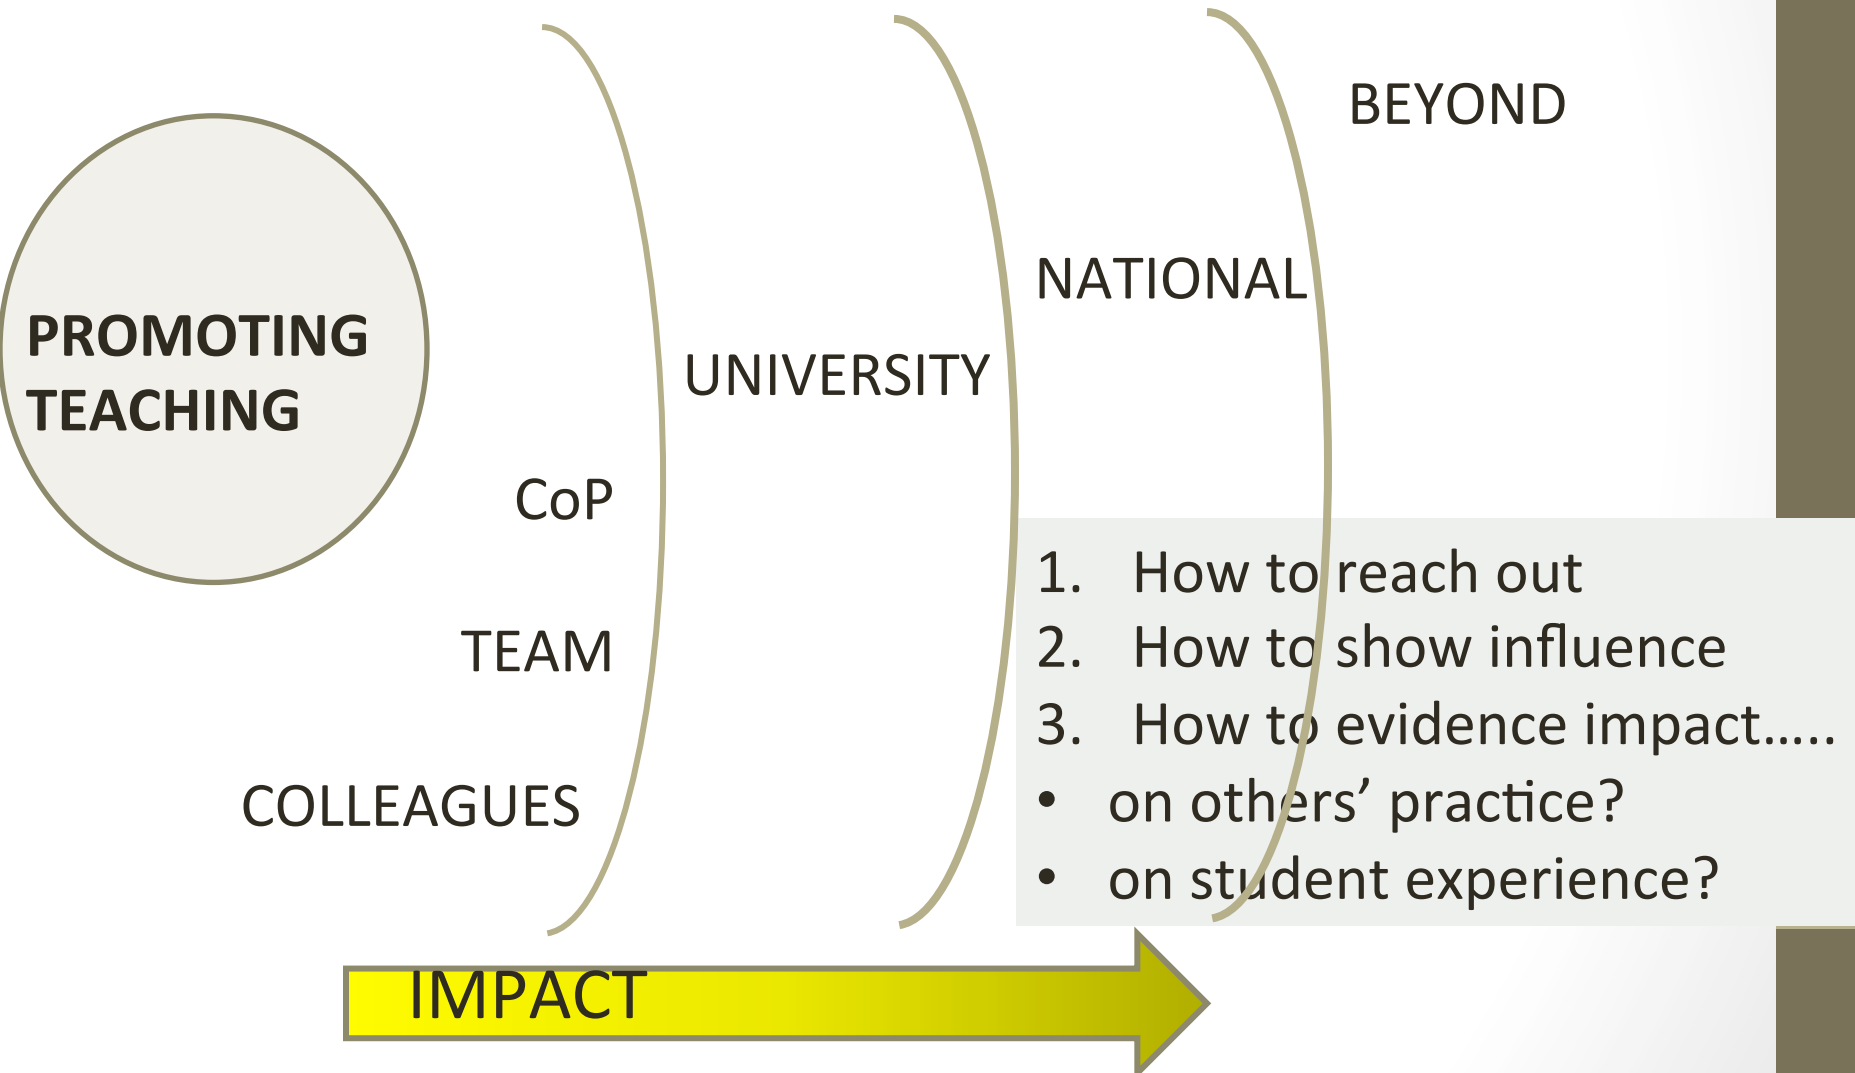 BEYOND
NATIONAL
PROMOTING
TEACHING
UNIVERSITY
CoP
TEAM
COLLEAGUES
1. How to reach out
2. How to show influence
3. How to evidence impact.....
• on others’ practice?
• on student experience?
IMPACT